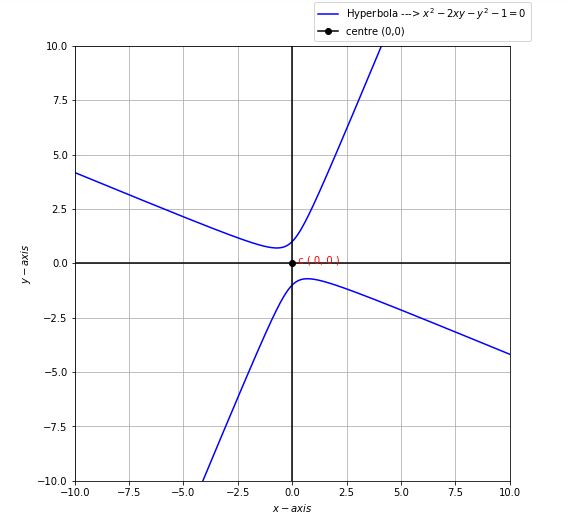 Hyperbola ---> x² − 2xy − y² − 1 = 0
centre (0,0)
10.0
7.5
5.0
2.5
0.0
−2.5
−5.0
−7.5
−10.0
y − axis
c ( 0, 0 )
−10.0 −7.5 −5.0 −2.5 0.0 2.5 5.0 7.5 10.0
x − axis